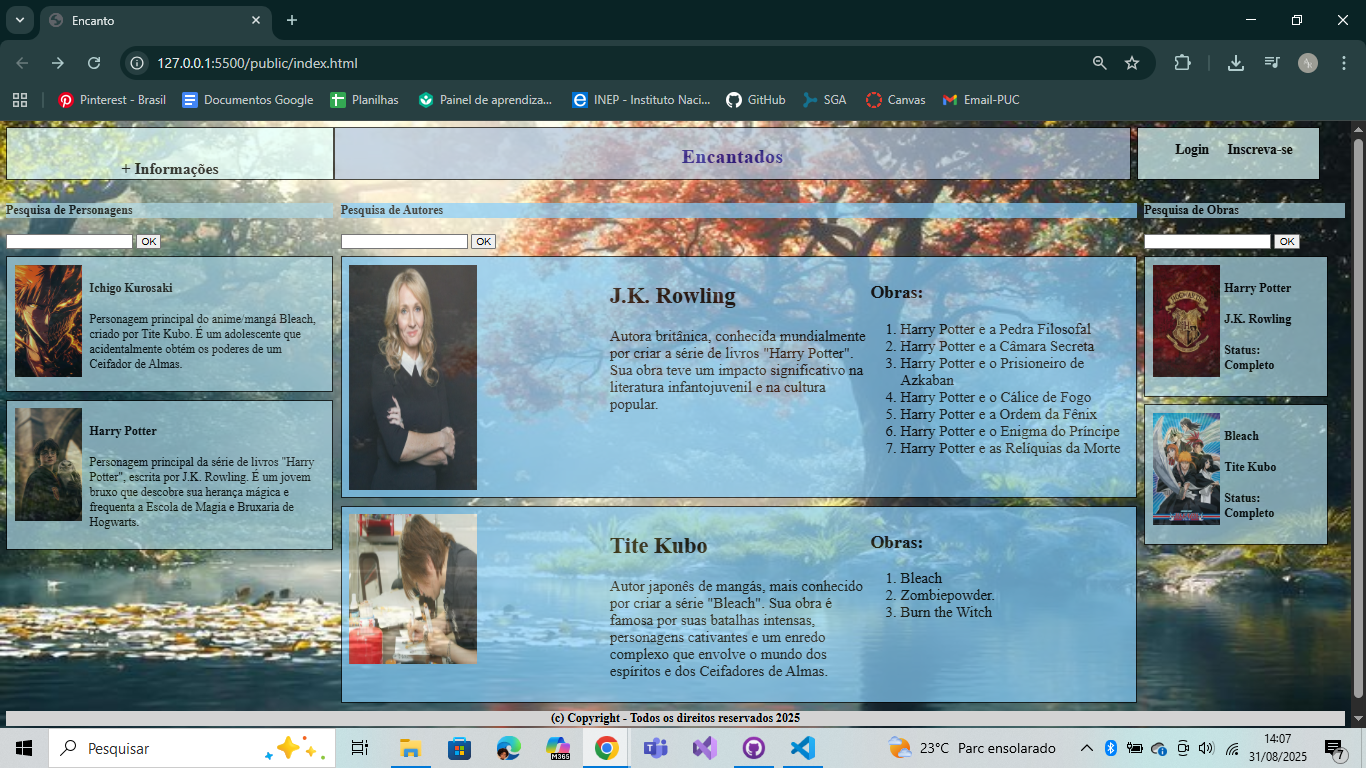 Encanto
127.0.0.1:5500/public/index.html
Pinterest - Brasil
Documentos Google
Planilhas
Painel de aprendiza...
INEP - Instituto Naci...
GitHub
SGA
Canvas
Email-PUC
+ Informações
Encantados
Login
Inscreva-se
Pesquisa de Personagens
OK
Ichigo Kurosaki
Personagem principal do anime/mangá Bleach,
criado por Tite Kubo. É um adolescente que
acidentalmente obtém os poderes de um
Ceifador de Almas.
Harry Potter
Personagem principal da série de livros "Harry
Potter", escrita por J.K. Rowling. É um jovem
bruxo que descobre sua herança mágica e
frequenta a Escola de Magia e Bruxaria de
Hogwarts.
Pesquisa de Autores
OK
J.K. Rowling
Autora britânica, conhecida mundialmente
por criar a série de livros "Harry Potter".
Sua obra teve um impacto significativo na
literatura infantojuvenil e na cultura
popular.
Obras:
1. Harry Potter e a Pedra Filosofal
2. Harry Potter e a Câmara Secreta
3. Harry Potter e o Prisioneiro de
Azkaban
4. Harry Potter e o Cálice de Fogo
5. Harry Potter e a Ordem da Fênix
6. Harry Potter e o Enigma do Príncipe
7. Harry Potter e as Relíquias da Morte
Tite Kubo
Autor japonês de mangás, mais conhecido
por criar a série "Bleach". Sua obra é
famosa por suas batalhas intensas,
personagens cativantes e um enredo
complexo que envolve o mundo dos
espíritos e dos Ceifadores de Almas.
Obras:
1. Bleach
2. Zombiepowder.
3. Burn the Witch
Pesquisa de Obras
OK
HOGWARTS
Harry Potter
J.K. Rowling
Status:
Completo
Bleach
Tite Kubo
Status:
Completo
(c) Copyright - Todos os direitos reservados 2025
Pesquisar
M365
23°C Parc ensolarado
14:07
31/08/2025
7